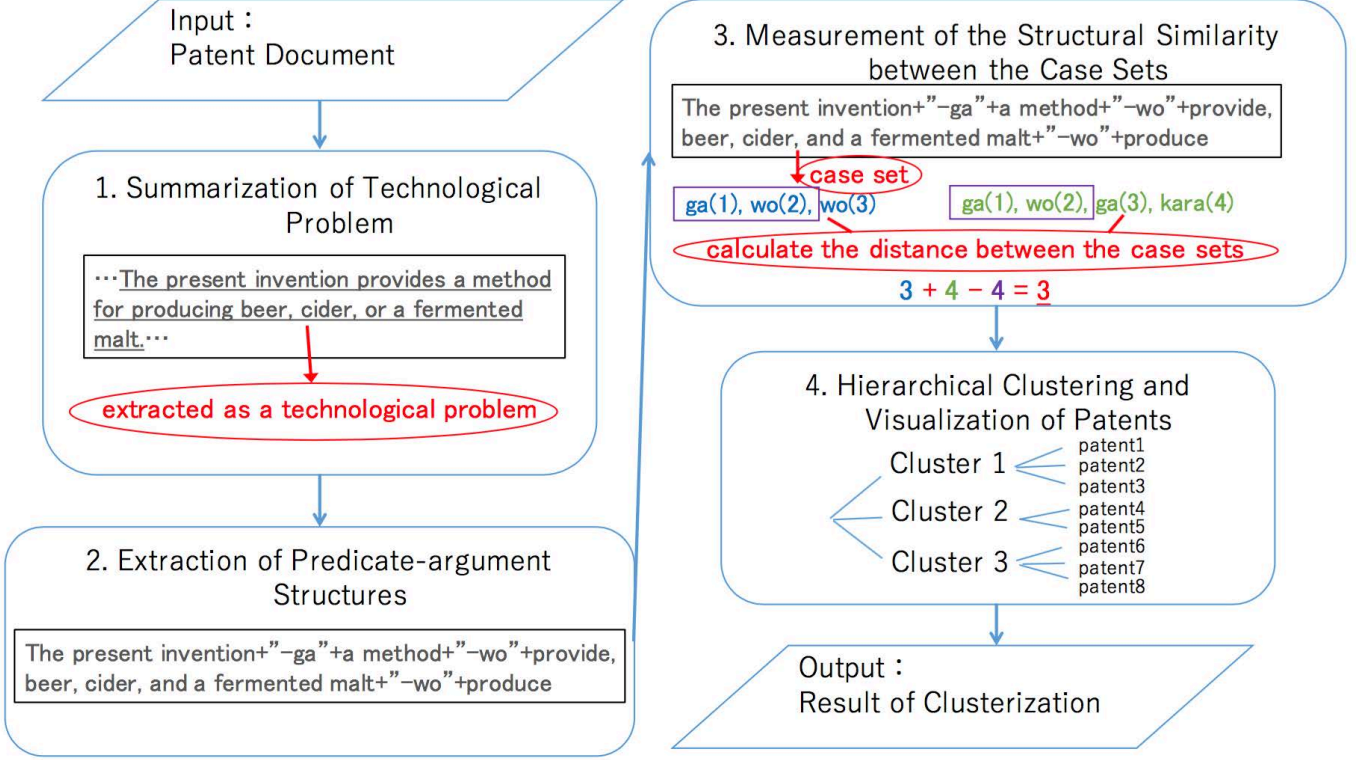 Input：
Patent Document
1. Summarization of Technological
Problem
…The present invention provides a method
for producing beer, cider, or a fermented
malt.…
extracted as a technological problem
2. Extraction of Predicate-argument
Structures
The present invention+”-ga”+a method+”-wo”+provide,
beer, cider, and a fermented malt+”-wo”+produce
3. Measurement of the Structural Similarity
between the Case Sets
The present invention+”-ga”+a method+”-wo”+provide,
beer, cider, and a fermented malt+”-wo”+produce
case set
ga(1), wo(2), wo(3)
ga(1), wo(2), ga(3), kara(4)
calculate the distance between the case sets
3 + 4 − 4 = 3
4. Hierarchical Clustering and
Visualization of Patents
Cluster 1
patent1
patent2
patent3
Cluster 2
patent4
patent5
Cluster 3
patent6
patent7
patent8
Output：
Result of Clusterization